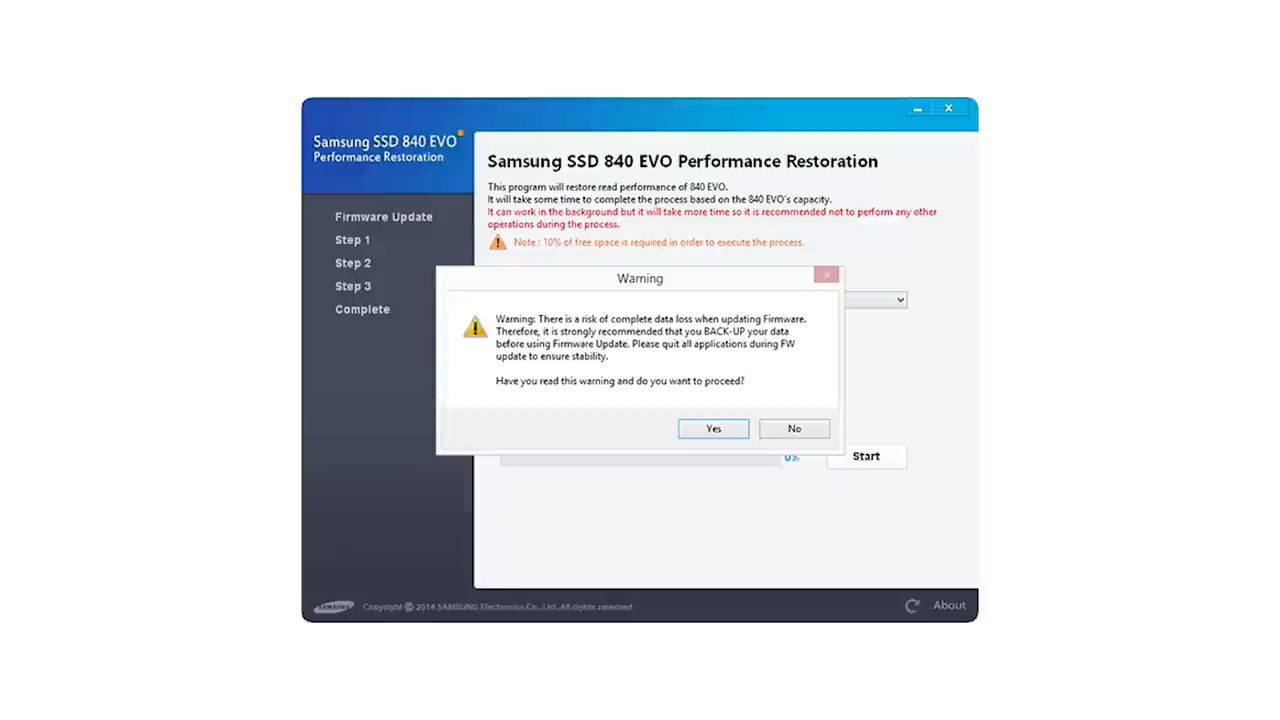 Samsung SSD 840 EVO
Performance Restoration
Samsung SSD 840 EVO Performance Restoration
This program will restore read performance of 840 EVO.
It will take some time to complete the process based on the 840 EVO's capacity.
It can work in the background but it will take more time so it is recommended not to perform any other
operations during the process.
Note : 10% of free space is required in order to execute the process.
Firmware Update
Step 1
Step 2
Step 3
Complete
Warning
Warning: There is a risk of complete data loss when updating Firmware.
Therefore, it is strongly recommended that you BACK-UP your data
before using Firmware Update. Please quit all applications during FW
update to ensure stability.
Have you read this warning and do you want to proceed?
Yes
No
0%
Start
SAMSUNG
Copyright © 2014 SAMSUNG Electronics Co., Ltd. All rights reserved
About